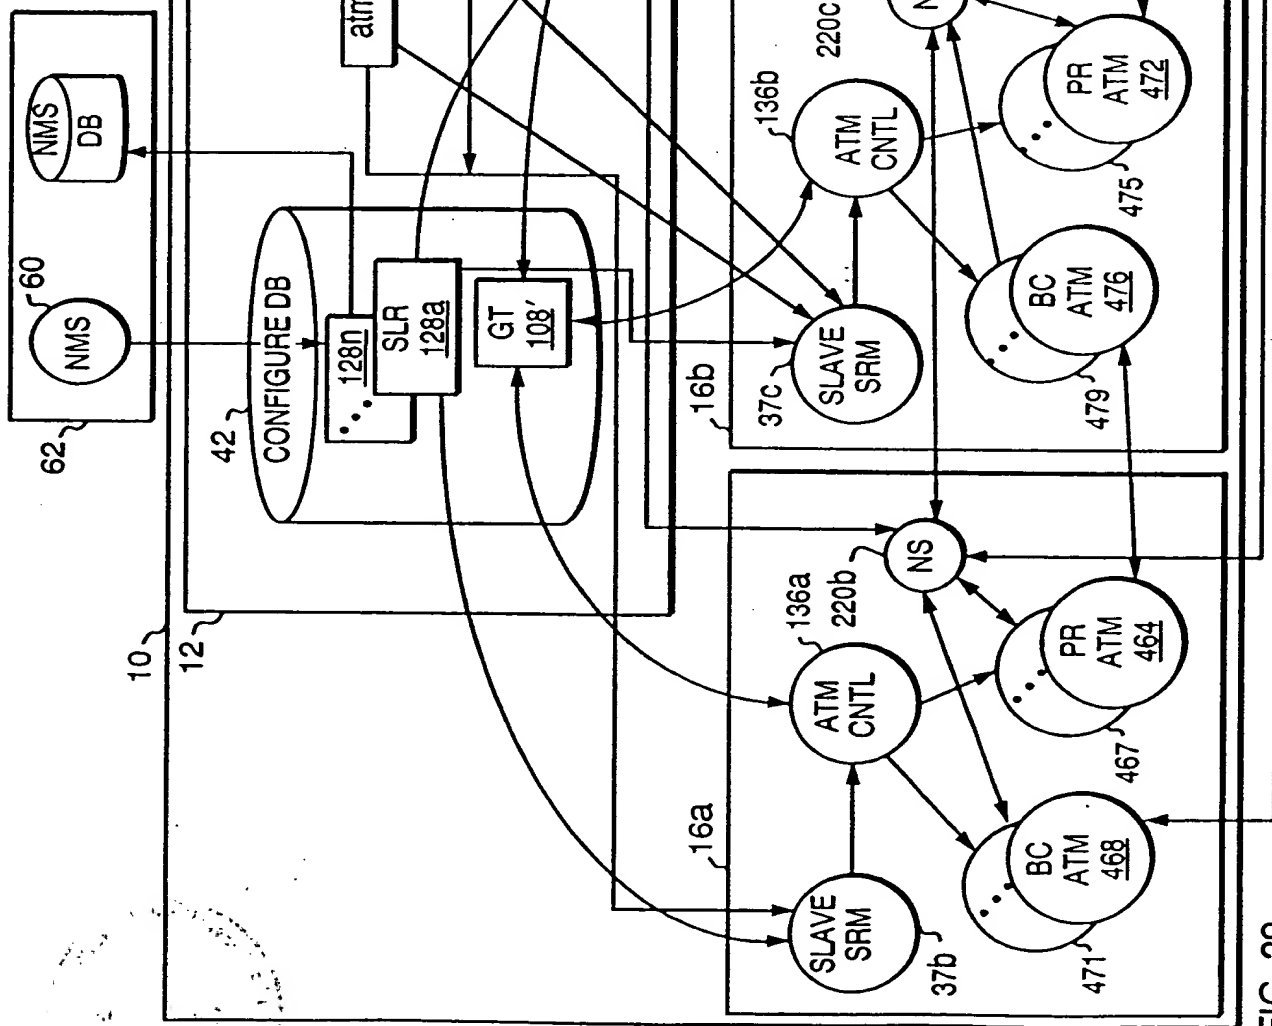 62
60
NMS
NMS
DB
10
12
42
CONFIGURE DB
128n
SLR
128a
GT
108'
atm
16a
37b
SLAVE
SRM
136a
ATM
CNTL
220b
NS
471
BC
ATM
468
467
PR
ATM
464
16b
37c
SLAVE
SRM
136b
ATM
CNTL
220c
479
BC
ATM
476
475
PR
ATM
472